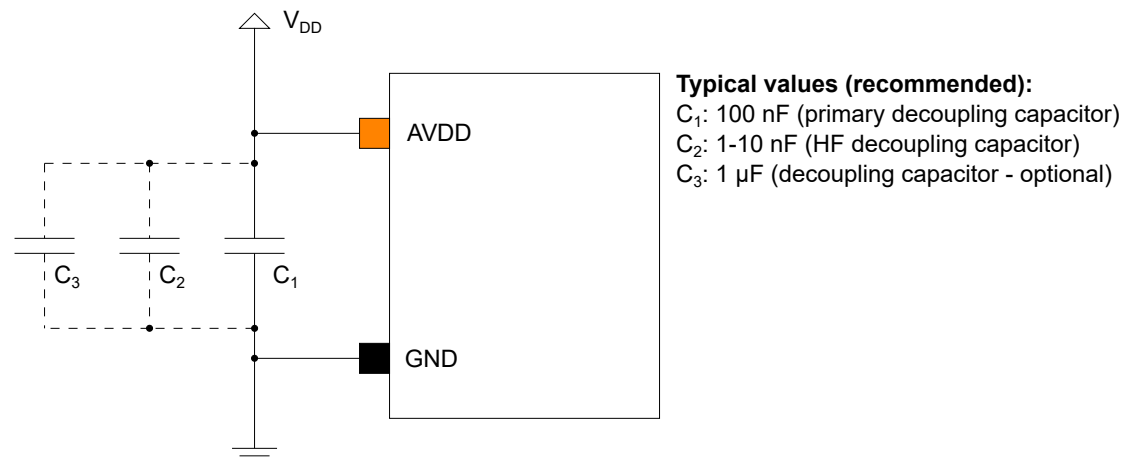 V_DD
AVDD
Typical values (recommended):
C₁: 100 nF (primary decoupling capacitor)
C₂: 1-10 nF (HF decoupling capacitor)
C₃: 1 µF (decoupling capacitor - optional)
C₃ C₂ C₁
GND